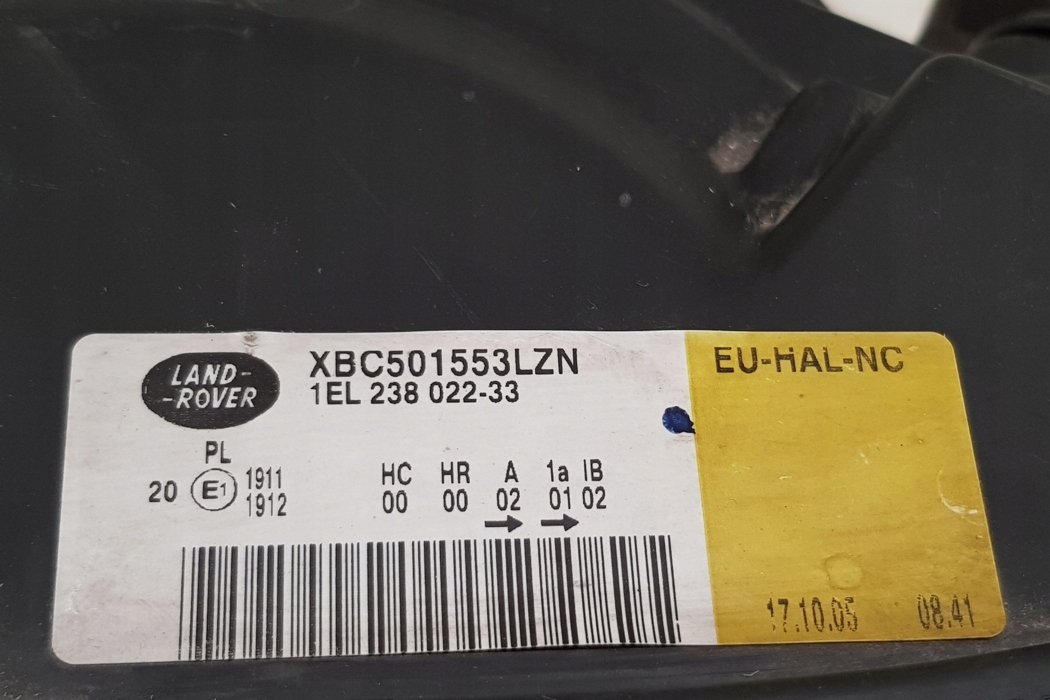 LAND-
-ROVER
XBC501553LZN
1EL 238 022-33
EU-HAL-NC
PL
20 E1 1911
1912
HC HR A 1a IB
00 00 02 01 02
17.10.05 08.41